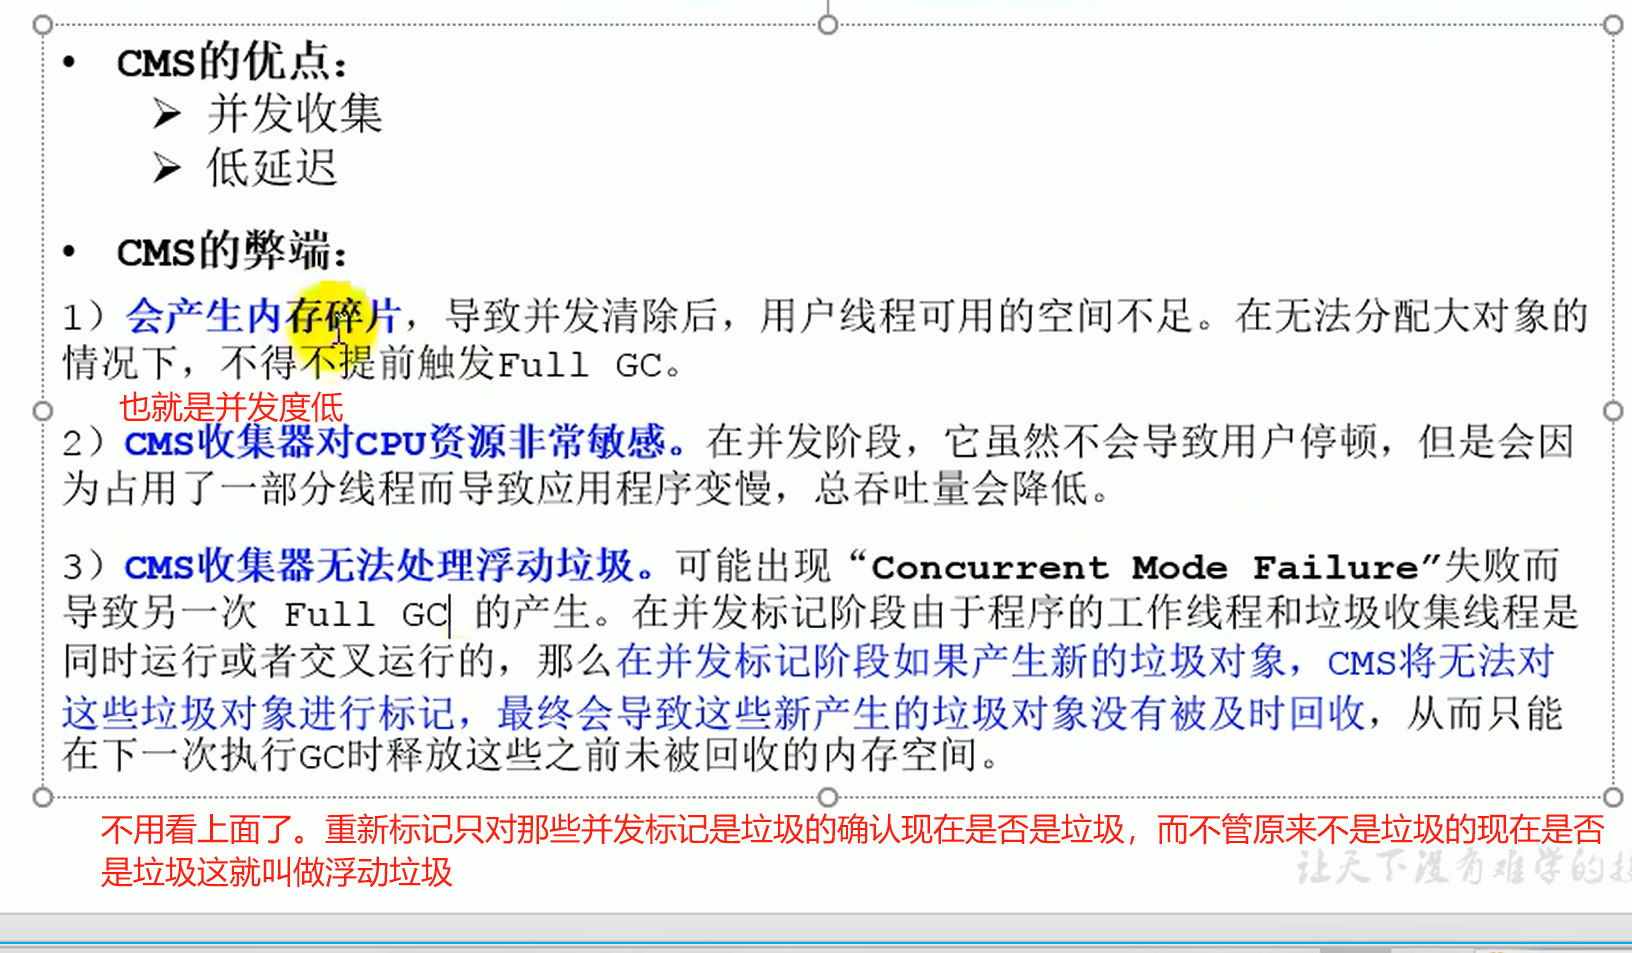 • CMS的优点：
➢ 并发收集
➢ 低延迟
• CMS的弊端：
1）会产生内存碎片，导致并发清除后，用户线程可用的空间不足。在无法分配大对象的
情况下，不得不提前触发Full GC。
也就是并发度低
2）CMS收集器对CPU资源非常敏感。在并发阶段，它虽然不会导致用户停顿，但是会因
为占用了一部分线程而导致应用程序变慢，总吞吐量会降低。
3）CMS收集器无法处理浮动垃圾。可能出现“Concurrent Mode Failure”失败而
导致另一次 Full GC 的产生。在并发标记阶段由于程序的工作线程和垃圾收集线程是
同时运行或者交叉运行的，那么在并发标记阶段如果产生新的垃圾对象，CMS将无法对
这些垃圾对象进行标记，最终会导致这些新产生的垃圾对象没有被及时回收，从而只能
在下一次执行GC时释放这些之前未被回收的内存空间。
不用看上面了。重新标记只对那些并发标记是垃圾的确认现在是否是垃圾，而不管原来不是垃圾的现在是否
是垃圾这就叫做浮动垃圾
让天下没有难学的技